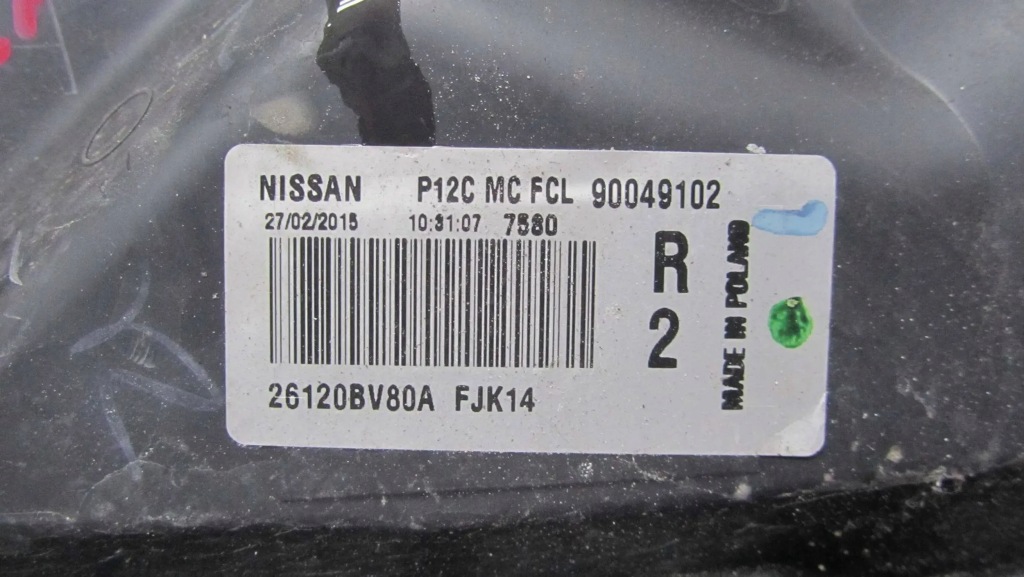 NISSAN P12C MC FCL 90049102
27/02/2015 10:31:07 7580
R
2
MADE IN POLAND
26120BV80A FJK14